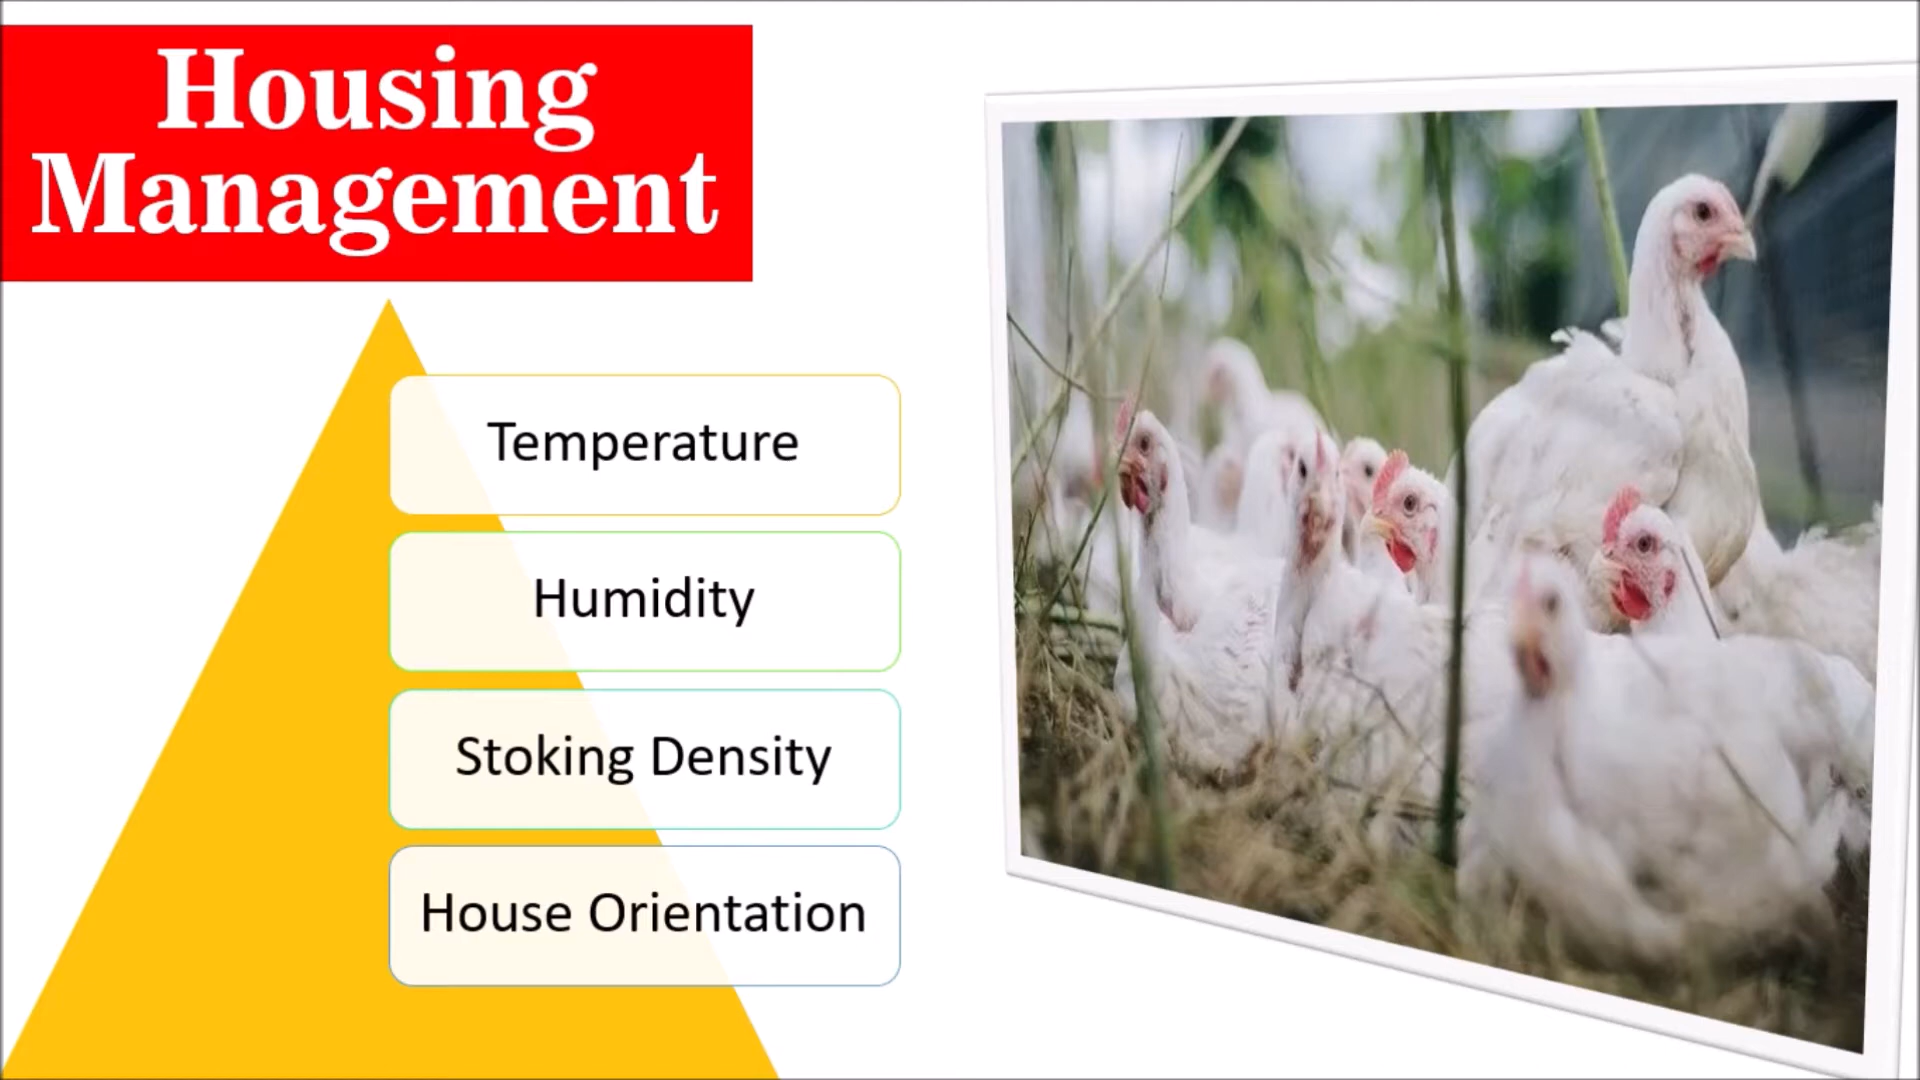 Housing
Management
Temperature
Humidity
Stoking Density
House Orientation